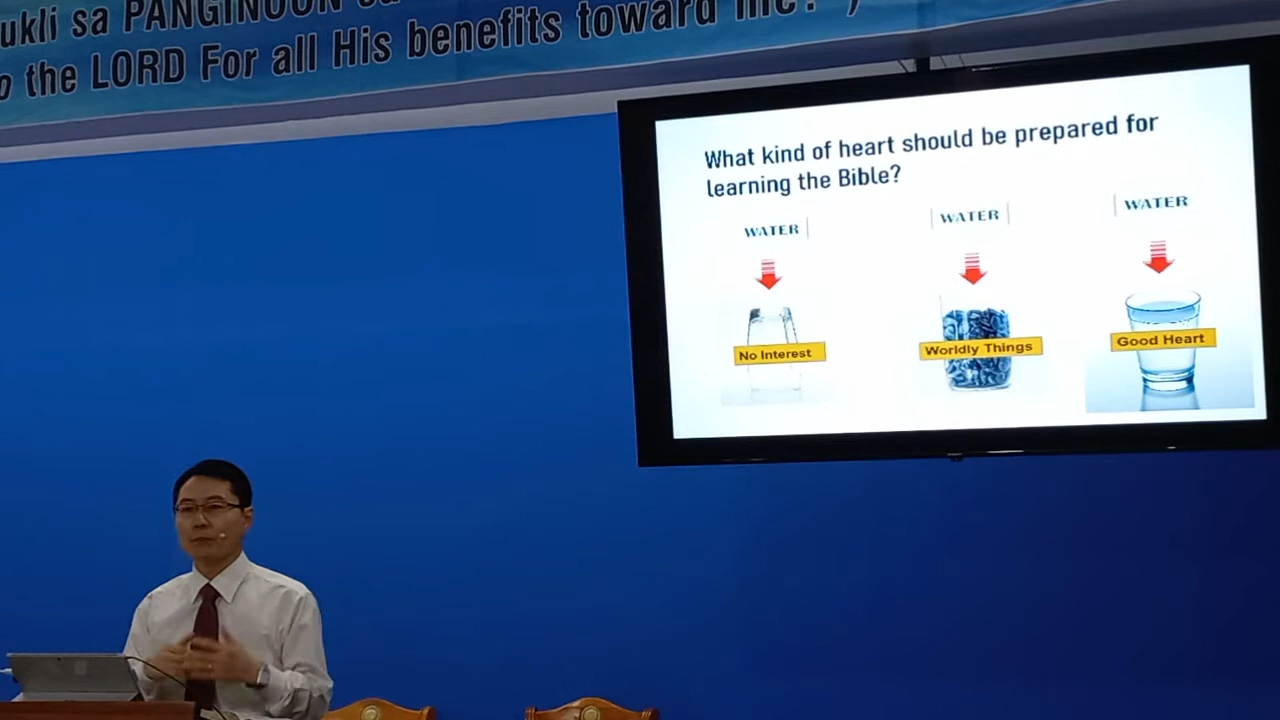 ukli sa PANGINOON
the LORD For all His benefits toward me?")
What kind of heart should be prepared for
learning the Bible?
WATER
WATER
WATER
No Interest
Worldly Things
Good Heart